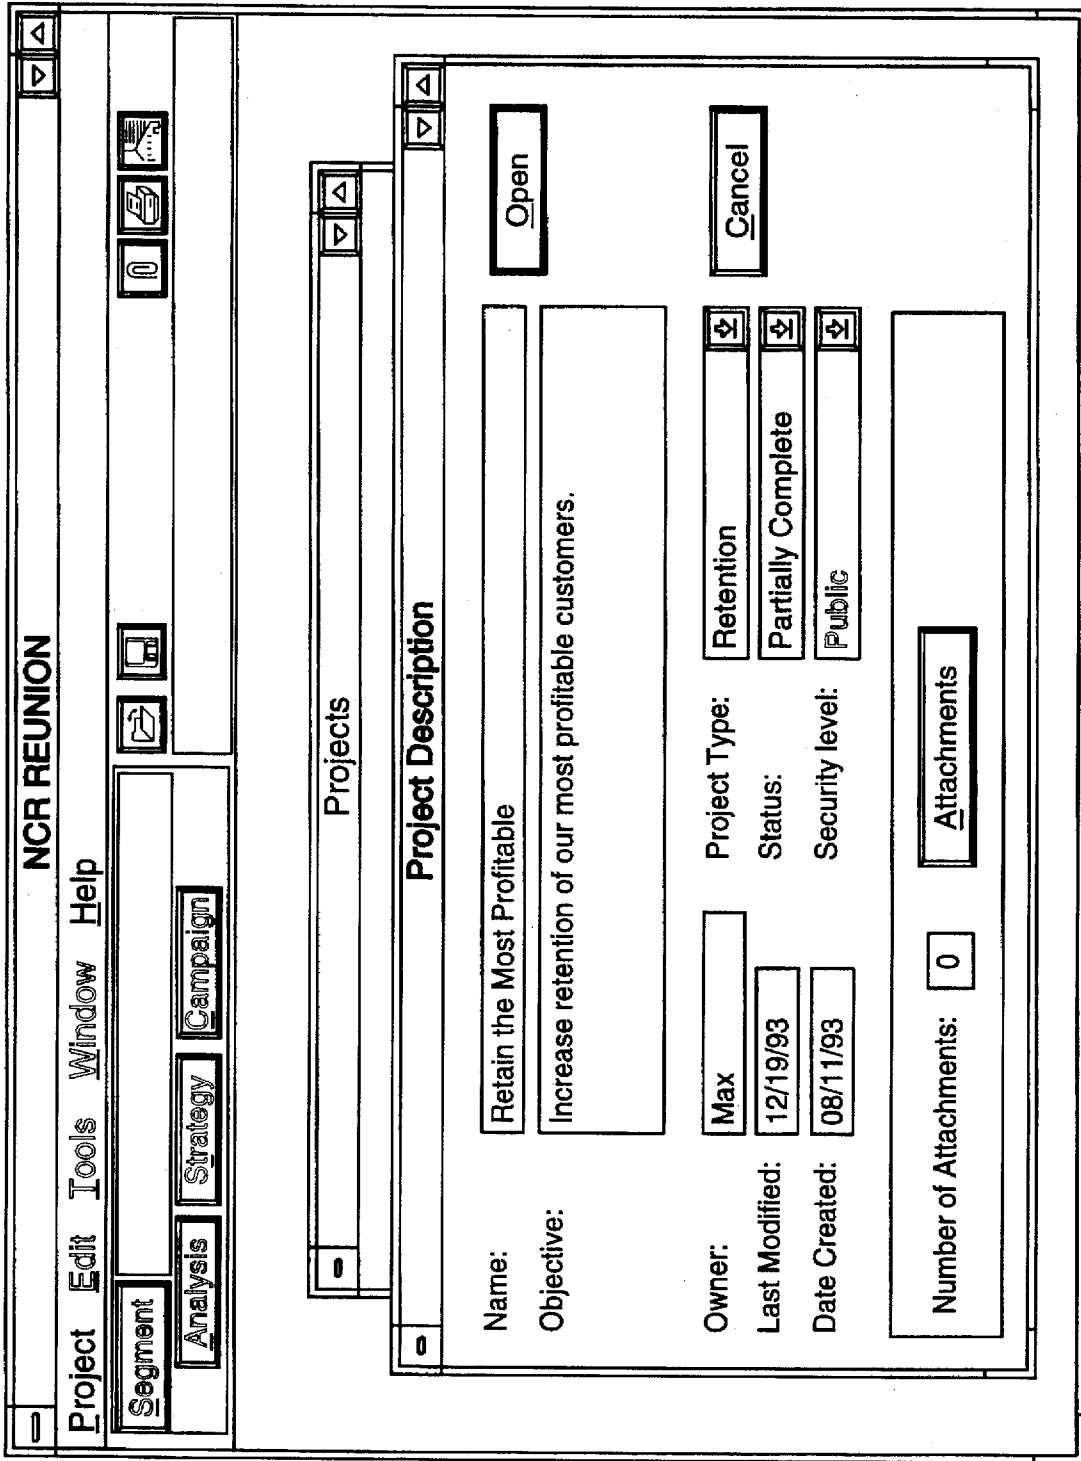 NCR REUNION
Project Edit Tools Window Help
Segment
Analysis Strategy Campaign
Projects
Project Description
Name: Retain the Most Profitable
Open
Objective: Increase retention of our most profitable customers.
Owner: Max Project Type: Retention
Cancel
Last Modified: 12/19/93 Status: Partially Complete
Date Created: 08/11/93 Security level: Public
Number of Attachments: 0 Attachments